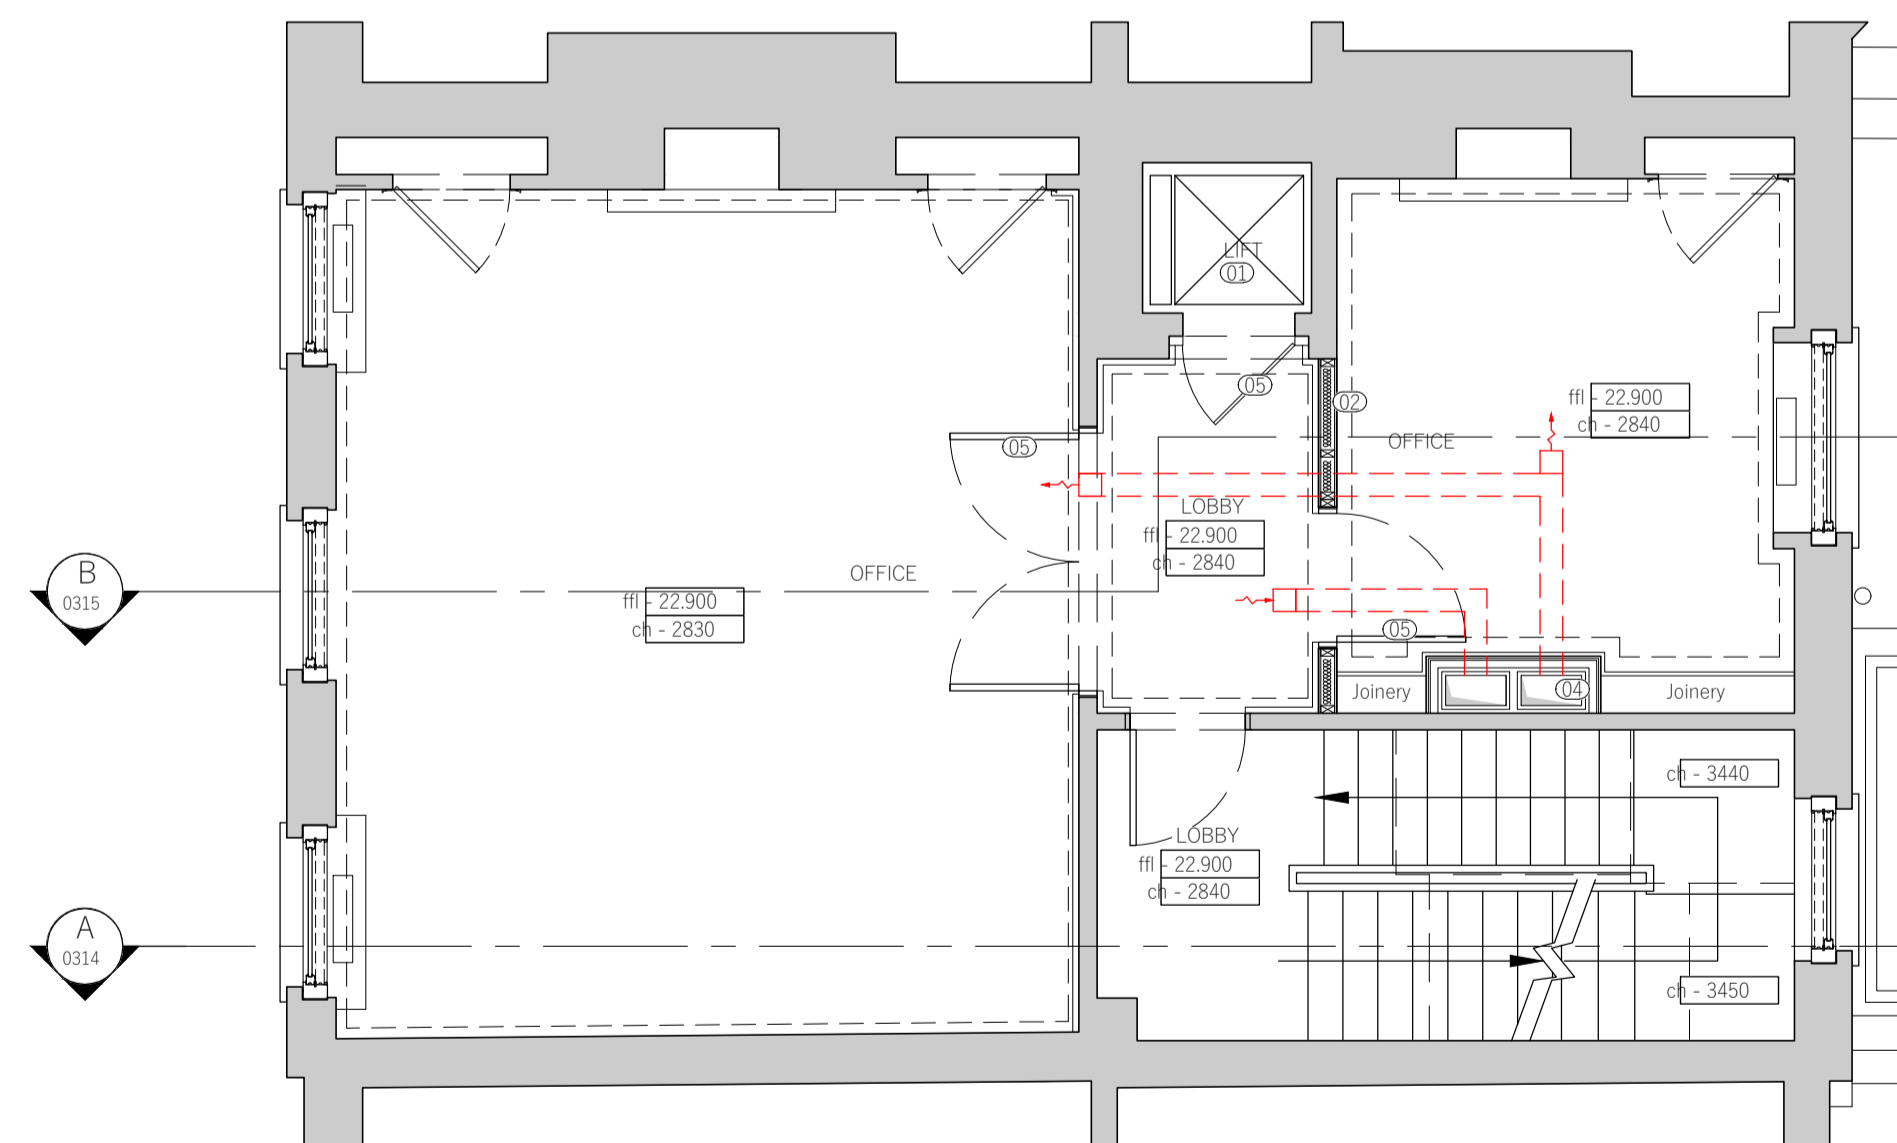 LIFT
01
05
02
ffl - 22.900
ch - 2840
05
OFFICE
LOBBY
ffl - 22.900
ch - 2840
B
0315
OFFICE
ffl - 22.900
ch - 2830
05
Joinery
04
Joinery
ch - 3440
LOBBY
ffl - 22.900
ch - 2840
A
0314
ch - 3450